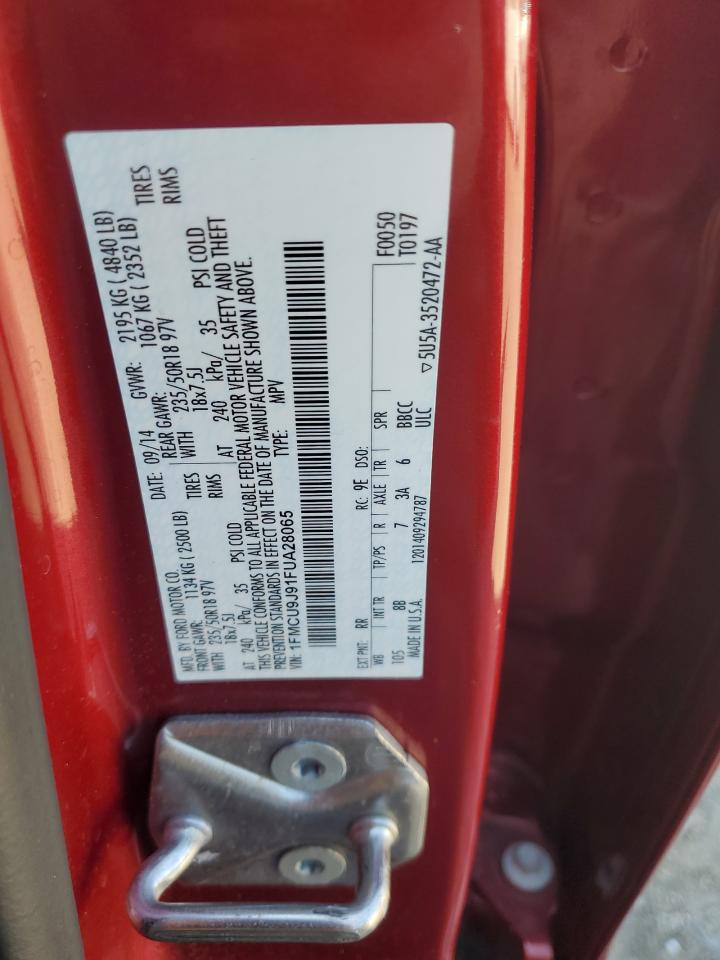 MFD. BY FORD MOTOR CO. DATE: 09/14 GVWR: 2195 KG ( 4840 LB)
FRONT GAWR: 1134 KG ( 2500 LB) REAR GAWR: 1067 KG ( 2352 LB)
WITH 235/50R18 97V TIRES WITH 235/50R18 97V TIRES
18x7.5J RIMS 18x7.5J RIMS
AT 240 kPa/ 35 PSI COLD AT 240 kPa/ 35 PSI COLD
THIS VEHICLE CONFORMS TO ALL APPLICABLE FEDERAL MOTOR VEHICLE SAFETY AND THEFT
PREVENTION STANDARDS IN EFFECT ON THE DATE OF MANUFACTURE SHOWN ABOVE.
VIN: 1FMCU9J91FUA28065 TYPE: MPV
EXT PNT: RR RC: 9E DSO: F0050
WB INT TR TP/PS R AXLE TR SPR T0197
105 8B 7 3A 6 BBCC
MADE IN U.S.A. 1201409294787 ULC ▽5U5A-3520472-AA